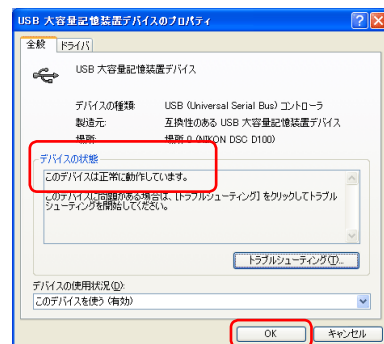 USB 大容量記憶装置デバイスのプロパティ
全般 ドライバ
USB 大容量記憶装置デバイス
デバイスの種類: USB (Universal Serial Bus) コントローラ
製造元: 互換性のある USB 大容量記憶装置デバイス
場所: 場所 0 (NIKON DSC D100)
デバイスの状態
このデバイスは正常に動作しています。
このデバイスに問題がある場合は、[トラブルシューティング] をクリックしてトラブル
シューティングを開始してください。
トラブルシューティング(T)...
デバイスの使用状況(D):
このデバイスを使う (有効)
OK キャンセル